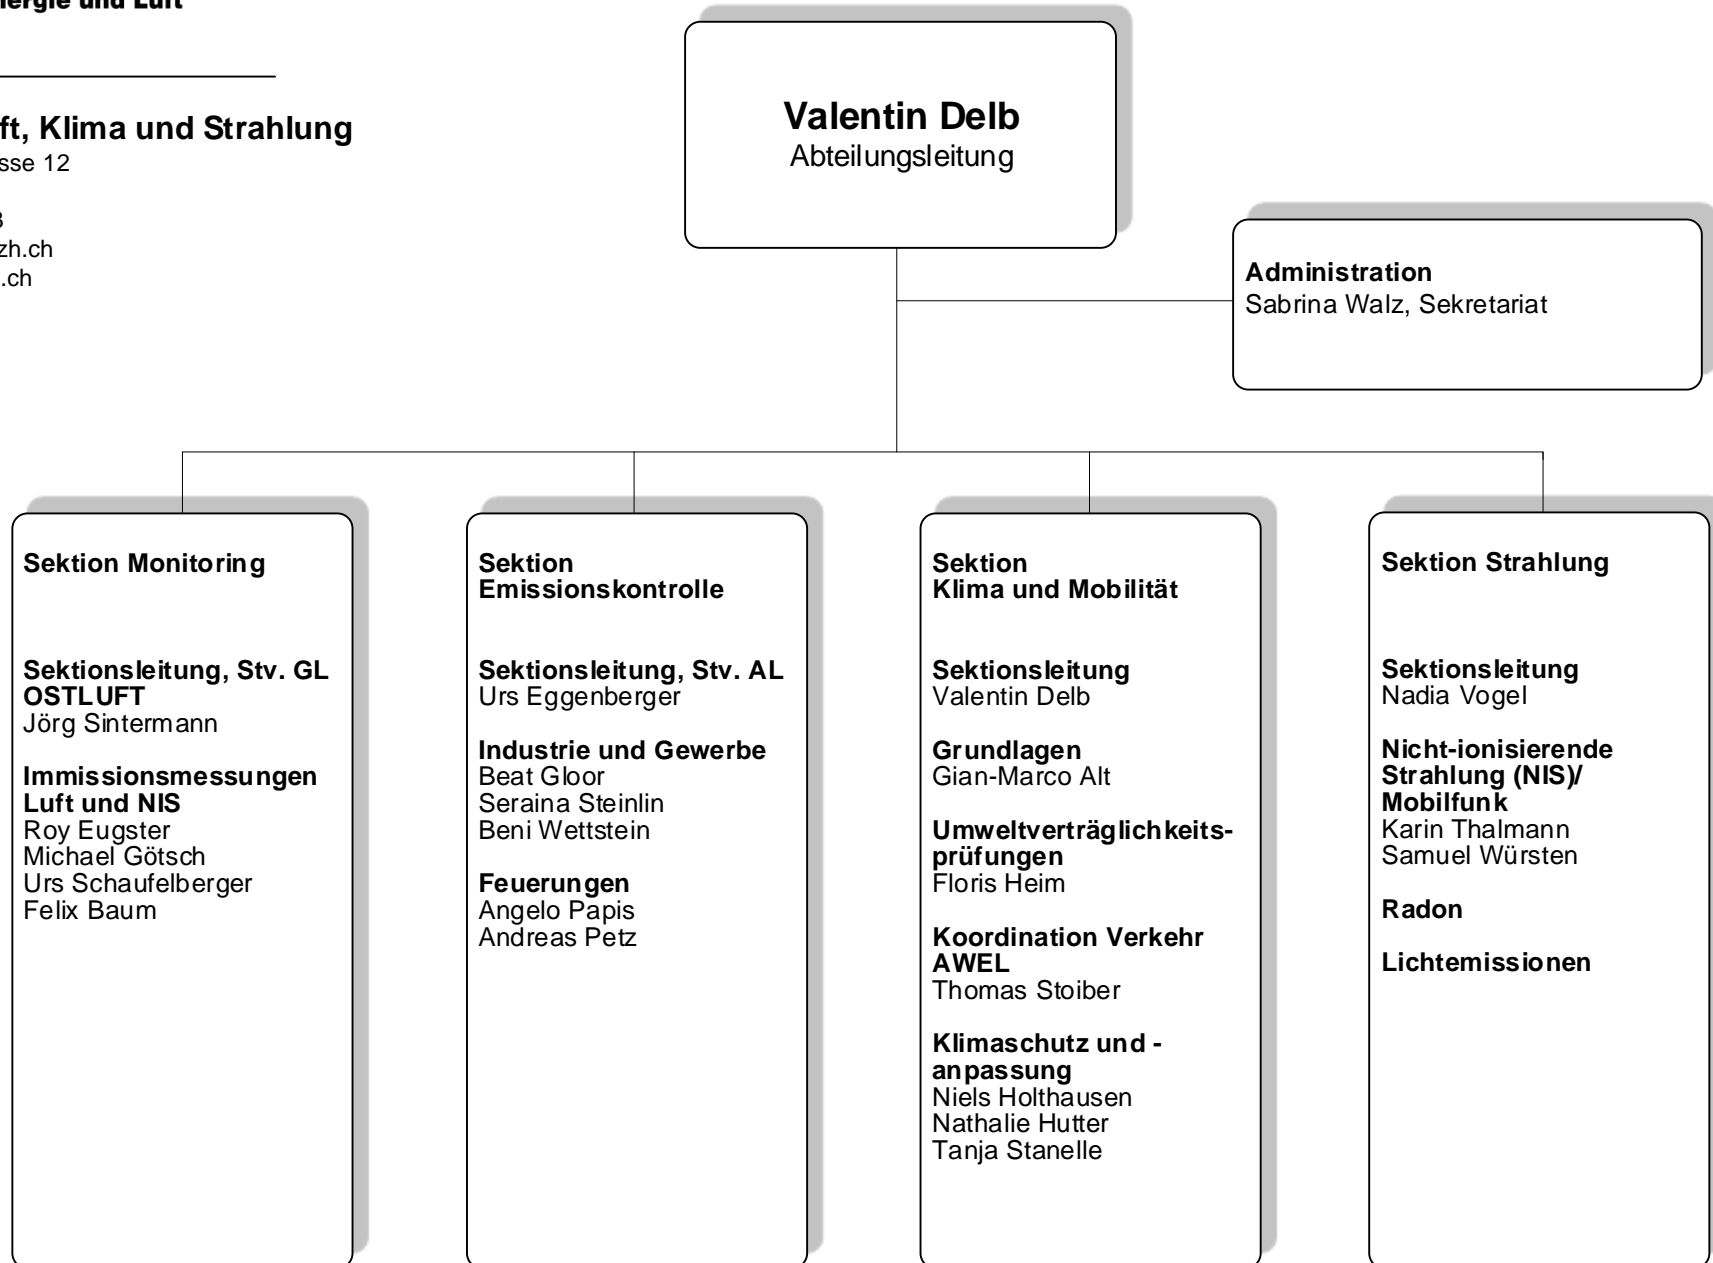 Luft
ft, Klima und Strahlung
sse 12
zh.ch
.ch
Valentin Delb
Abteilungsleitung
Administration
Sabrina Walz, Sekretariat
Sektion Monitoring
Sektionsleitung, Stv. GL
OSTLUFT
Jörg Sintermann
Immissionsmessungen
Luft und NIS
Roy Eugster
Michael Götsch
Urs Schaufelberger
Felix Baum
Sektion
Emissionskontrolle
Sektionsleitung, Stv. AL
Urs Eggenberger
Industrie und Gewerbe
Beat Gloor
Seraina Steinlin
Beni Wettstein
Feuerungen
Angelo Papis
Andreas Petz
Sektion
Klima und Mobilität
Sektionsleitung
Valentin Delb
Grundlagen
Gian-Marco Alt
Umweltverträglichkeits-
prüfungen
Floris Heim
Koordination Verkehr
AWEL
Thomas Stoiber
Klimaschutz und -
anpassung
Niels Holthausen
Nathalie Hutter
Tanja Stanelle
Sektion Strahlung
Sektionsleitung
Nadia Vogel
Nicht-ionisierende
Strahlung (NIS)/
Mobilfunk
Karin Thalmann
Samuel Würsten
Radon
Lichtemissionen